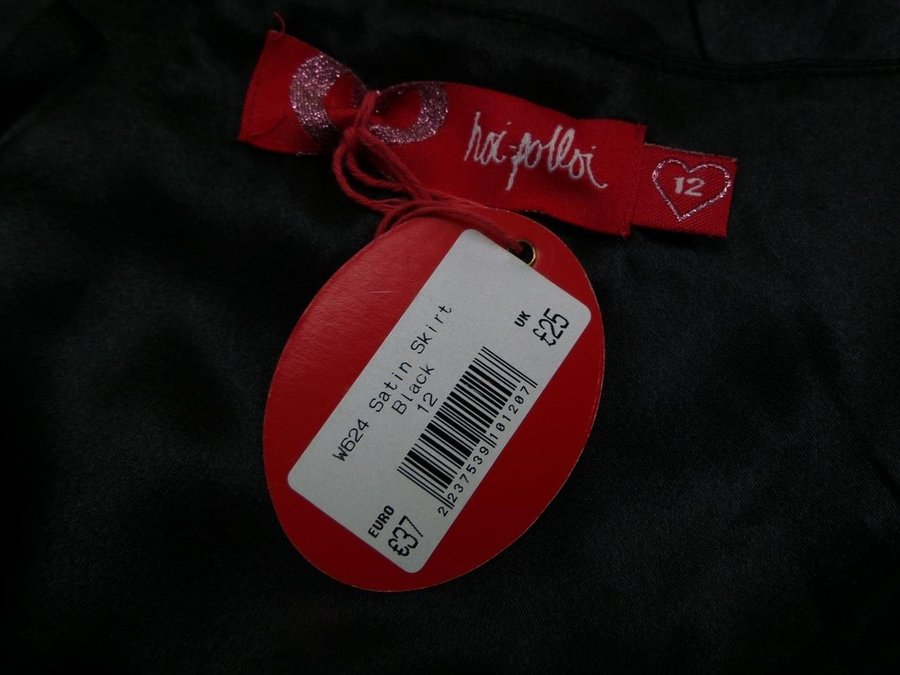 hoi-polloi
12
W624 Satin Skirt
Black
12
2237539101207
UK
£25
EURO
£37